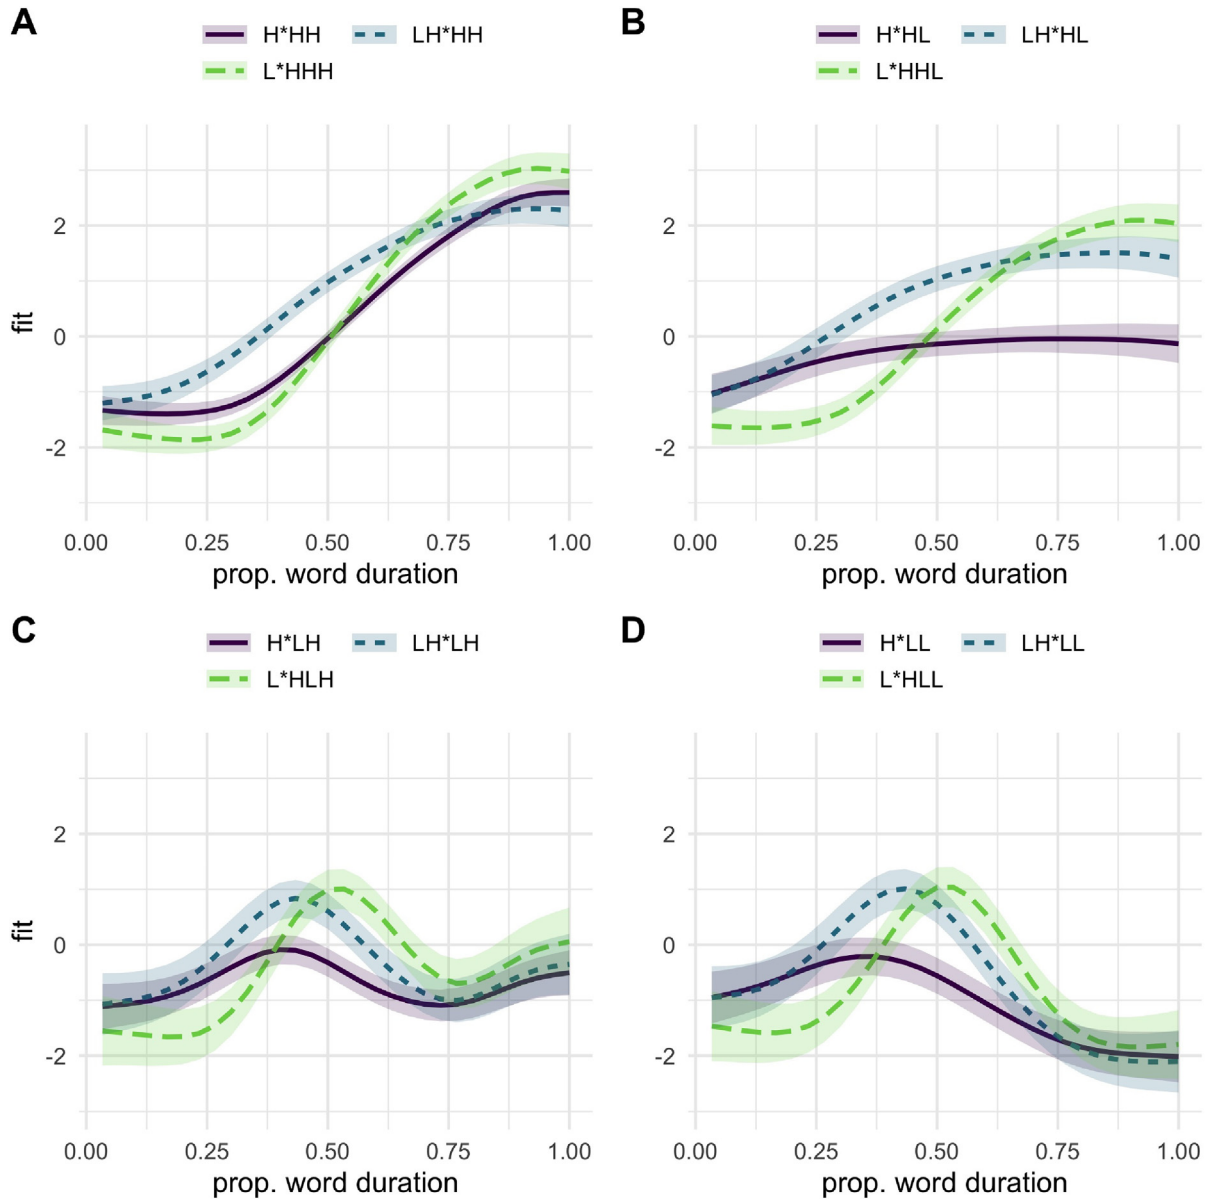 A
H*HH LH*HH
L*HHH
fit
2
0
-2
0.00 0.25 0.50 0.75 1.00
prop. word duration
B
H*HL LH*HL
L*HHL
2
0
-2
0.00 0.25 0.50 0.75 1.00
prop. word duration
C
H*LH LH*LH
L*HLH
fit
2
0
-2
0.00 0.25 0.50 0.75 1.00
prop. word duration
D
H*LL LH*LL
L*HLL
2
0
-2
0.00 0.25 0.50 0.75 1.00
prop. word duration